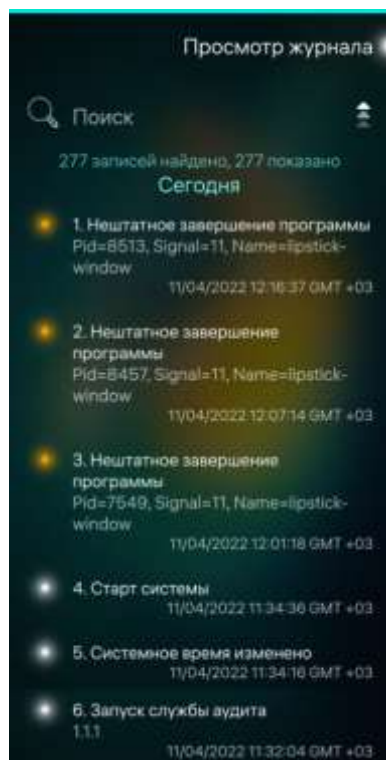 Просмотр журнала
Поиск
277 записей найдено, 277 показано
Сегодня
1. Нештатное завершение программы
Pid=8513, Signal=11, Name=lipstick-
window
11/04/2022 12:16:37 GMT +03
2. Нештатное завершение
программы
Pid=8457, Signal=11, Name=lipstick-
window
11/04/2022 12:07:14 GMT +03
3. Нештатное завершение
программы
Pid=7549, Signal=11, Name=lipstick-
window
11/04/2022 12:01:18 GMT +03
4. Старт системы
11/04/2022 11:34:36 GMT +03
5. Системное время изменено
11/04/2022 11:34:16 GMT +03
6. Запуск службы аудита
1.1.1
11/04/2022 11:32:04 GMT +03